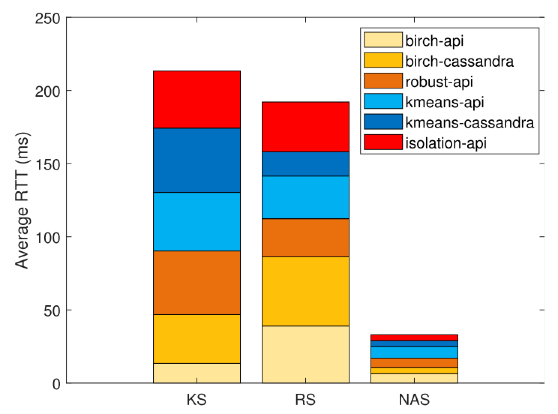 250
200
150
100
50
0
Average RTT (ms)
birch-api
birch-cassandra
robust-api
kmeans-api
kmeans-cassandra
isolation-api
KS RS NAS